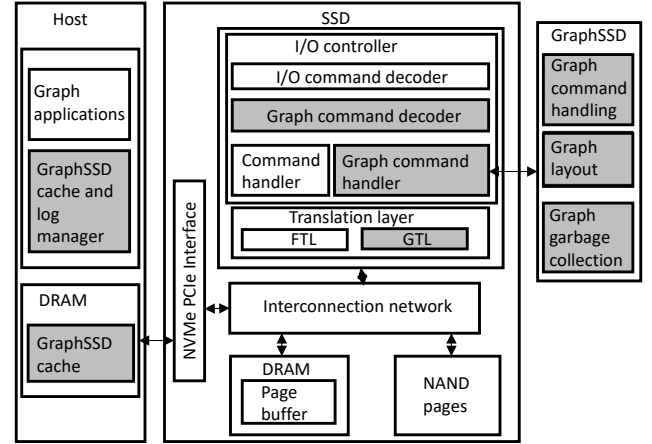 Host
Graph
applications
GraphSSD
cache and
log
manager
DRAM
GraphSSD
cache
NVMe PCIe Interface
SSD
I/O controller
I/O command decoder
Graph command decoder
Command
handler
Graph command
handler
Translation layer
FTL
GTL
Interconnection network
DRAM
Page
buffer
NAND
pages
GraphSSD
Graph
command
handling
Graph
layout
Graph
garbage
collection